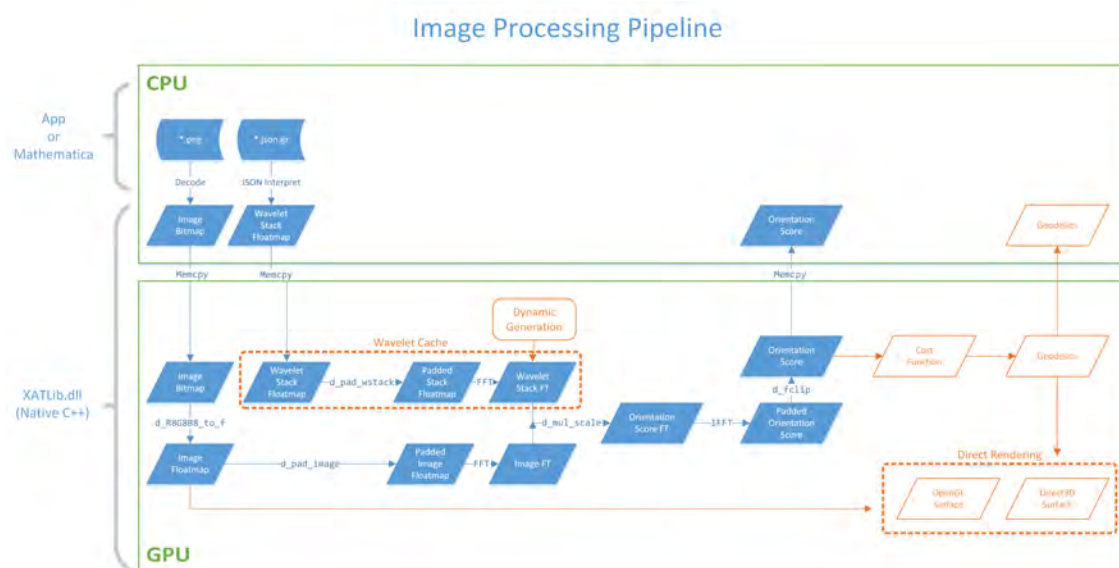 Image Processing Pipeline
CPU
App
or
Mathematica
*.png
*.json.gz
Decode
JSON Interpret
Image
Bitmap
Wavelet
Stack
Floatmap
Orientation
Score
Geodesics
Memcpy
Memcpy
Memcpy
XATLib.dll
(Native C++)
Dynamic
Generation
Wavelet Cache
Image
Bitmap
Wavelet
Stack
Floatmap
d_pad_wstack
Padded
Stack
Floatmap
FFT
Wavelet
Stack FT
Orientation
Score
Cost
Function
Geodesics
d_R8G8B8_to_f
d_mul_scale
Orientation
Score FT
IFFT
d_fclip
Padded
Orientation
Score
Image
Floatmap
d_pad_image
Padded
Image
Floatmap
FFT
Image FT
Direct Rendering
OpenGL
Surface
Direct3D
Surface
GPU